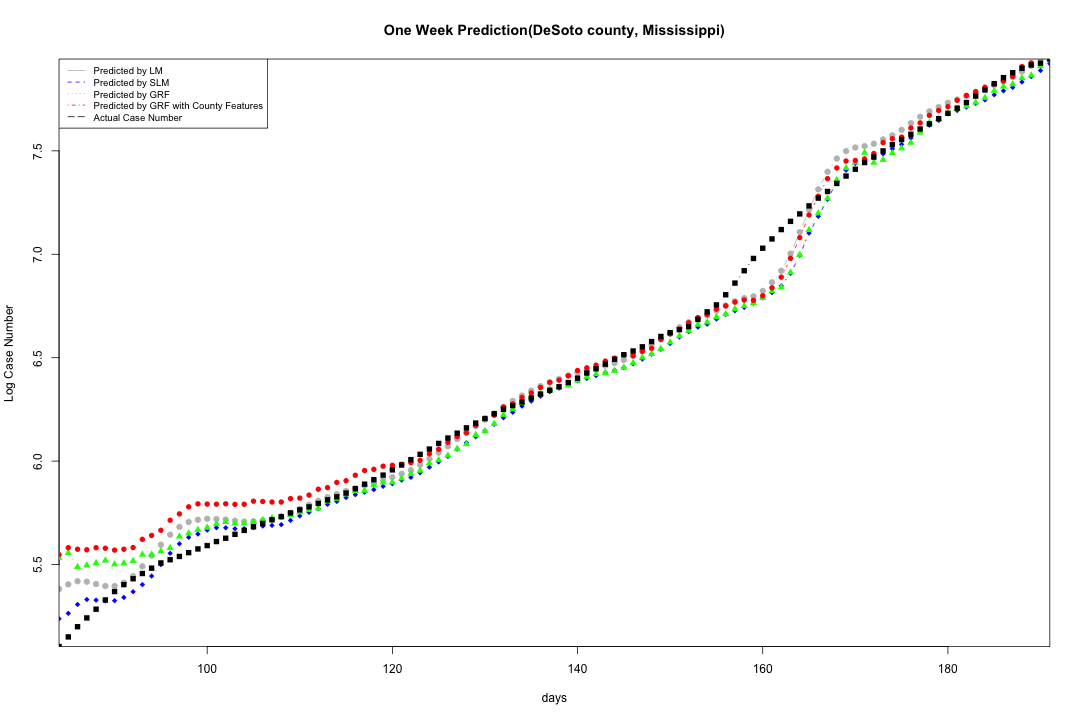 One Week Prediction(DeSoto county, Mississippi)
Predicted by LM
Predicted by SLM
Predicted by GRF
Predicted by GRF with County Features
Actual Case Number
Log Case Number
7.5
7.0
6.5
6.0
5.5
100
120
140
160
180
days